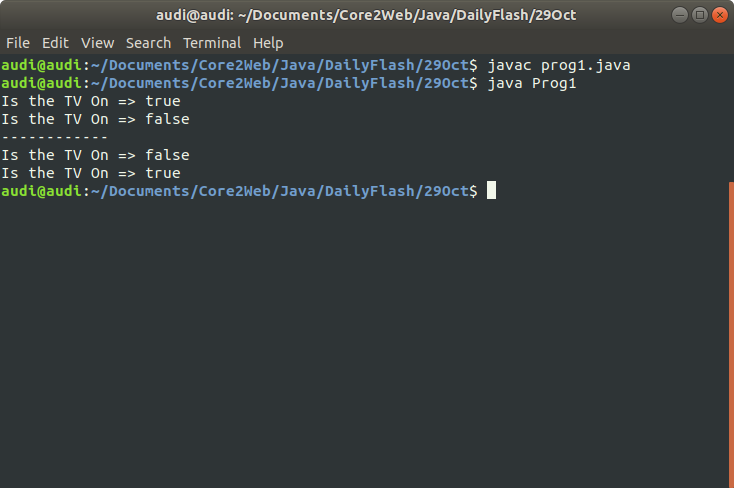 audi@audi: ~/Documents/Core2Web/Java/DailyFlash/29Oct
File Edit View Search Terminal Help
audi@audi:~/Documents/Core2Web/Java/DailyFlash/29Oct$ javac prog1.java
audi@audi:~/Documents/Core2Web/Java/DailyFlash/29Oct$ java Prog1
Is the TV On => true
Is the TV On => false
------------
Is the TV On => false
Is the TV On => true
audi@audi:~/Documents/Core2Web/Java/DailyFlash/29Oct$